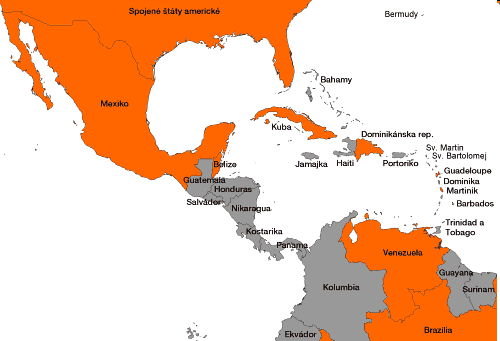 Spojené štáty americké
Bermudy
Bahamy
Mexiko
Kuba
Dominikánska rep.
Sv. Martin
Sv. Bartolomej
Belize
Jamajka
Haiti
Portoriko
Guadeloupe
Guatemala
Dominika
Honduras
Martinik
Salvádor
Barbados
Nikaragua
Trinidad a
Tobago
Kostarika
Panama
Venezuela
Guayana
Kolumbia
Surinam
Ekvádor
Brazília